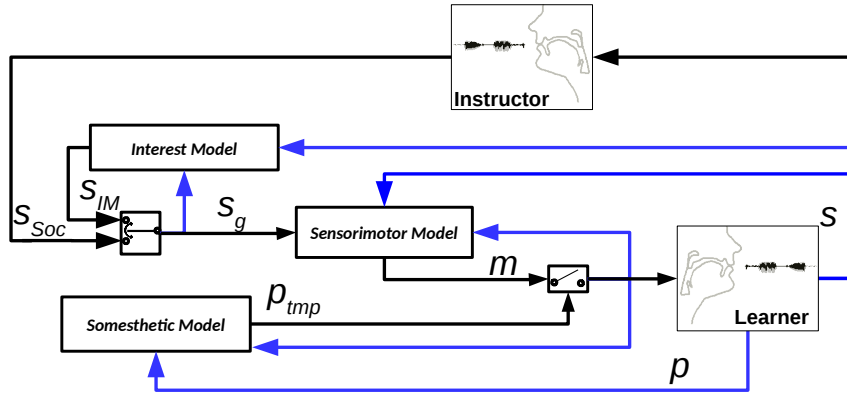 Instructor
Interest Model
s_IM
s_Soc
s_g
Sensorimotor Model
s
m
p_tmp
Somesthetic Model
Learner
p